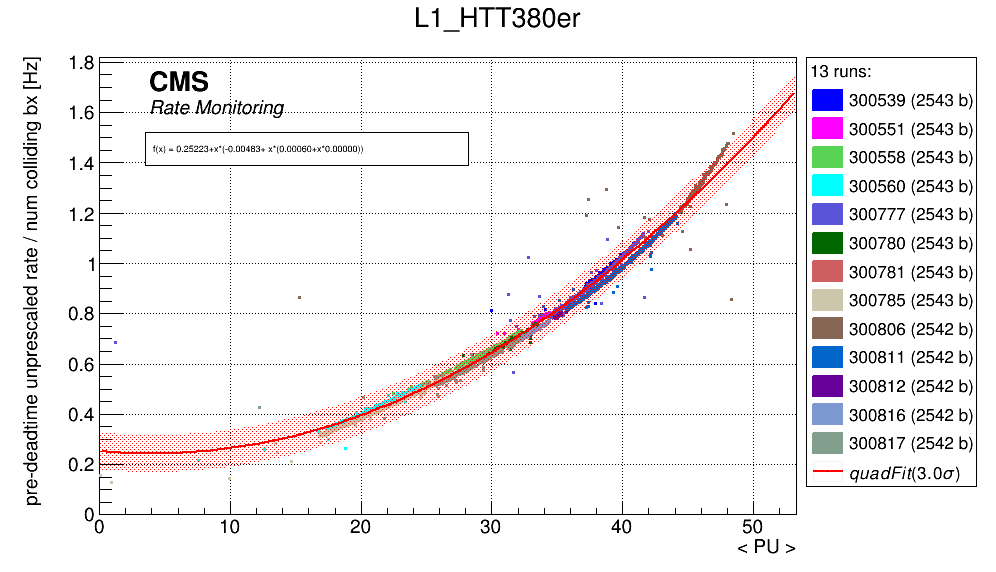 L1_HTT380er
pre-deadtime unprescaled rate / num colliding bx [Hz]
1.8
1.6
1.4
1.2
1
0.8
0.6
0.4
0.2
0
CMS
Rate Monitoring
f(x) = 0.25223+x*(-0.00483+ x*(0.00060+x*0.00000))
0 10 20 30 40 50
< PU >
13 runs:
300539 (2543 b)
300551 (2543 b)
300558 (2543 b)
300560 (2543 b)
300777 (2543 b)
300780 (2543 b)
300781 (2543 b)
300785 (2543 b)
300806 (2542 b)
300811 (2542 b)
300812 (2542 b)
300816 (2542 b)
300817 (2542 b)
quadFit(3.0σ)